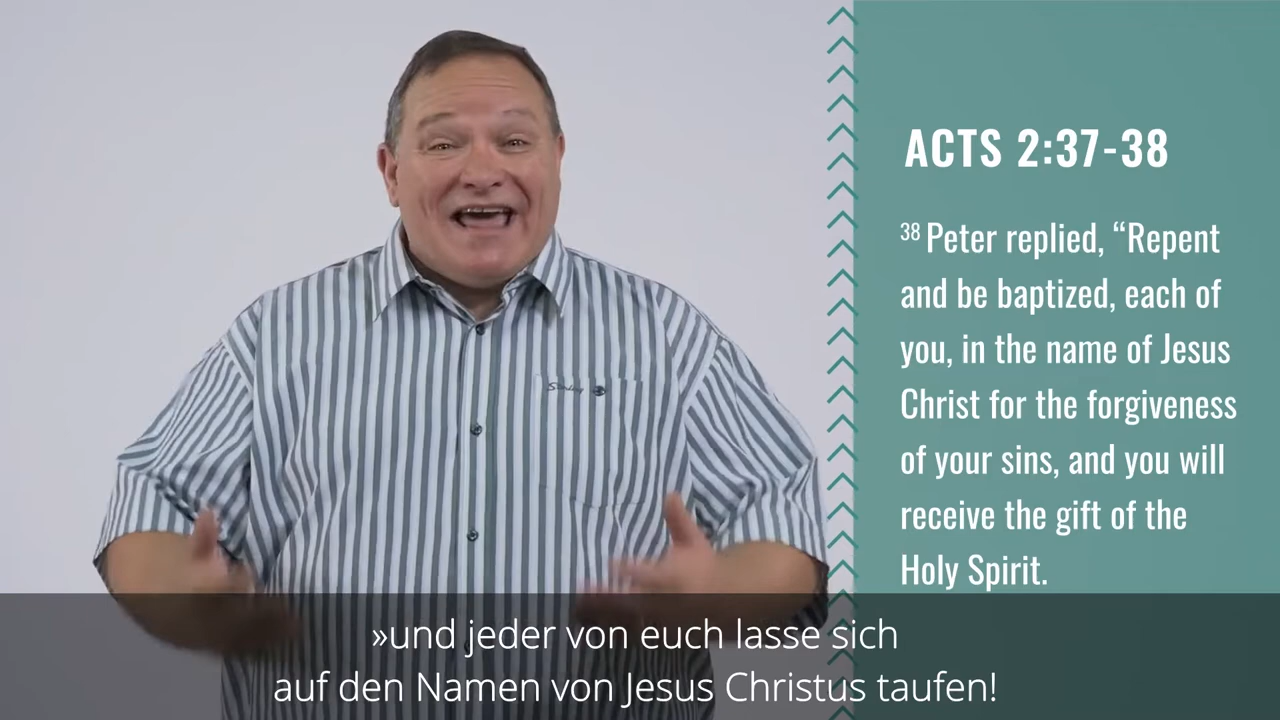 ACTS 2:37-38
38 Peter replied, “Repent
and be baptized, each of
you, in the name of Jesus
Christ for the forgiveness
of your sins, and you will
receive the gift of the
Holy Spirit.
»und jeder von euch lasse sich
auf den Namen von Jesus Christus taufen!